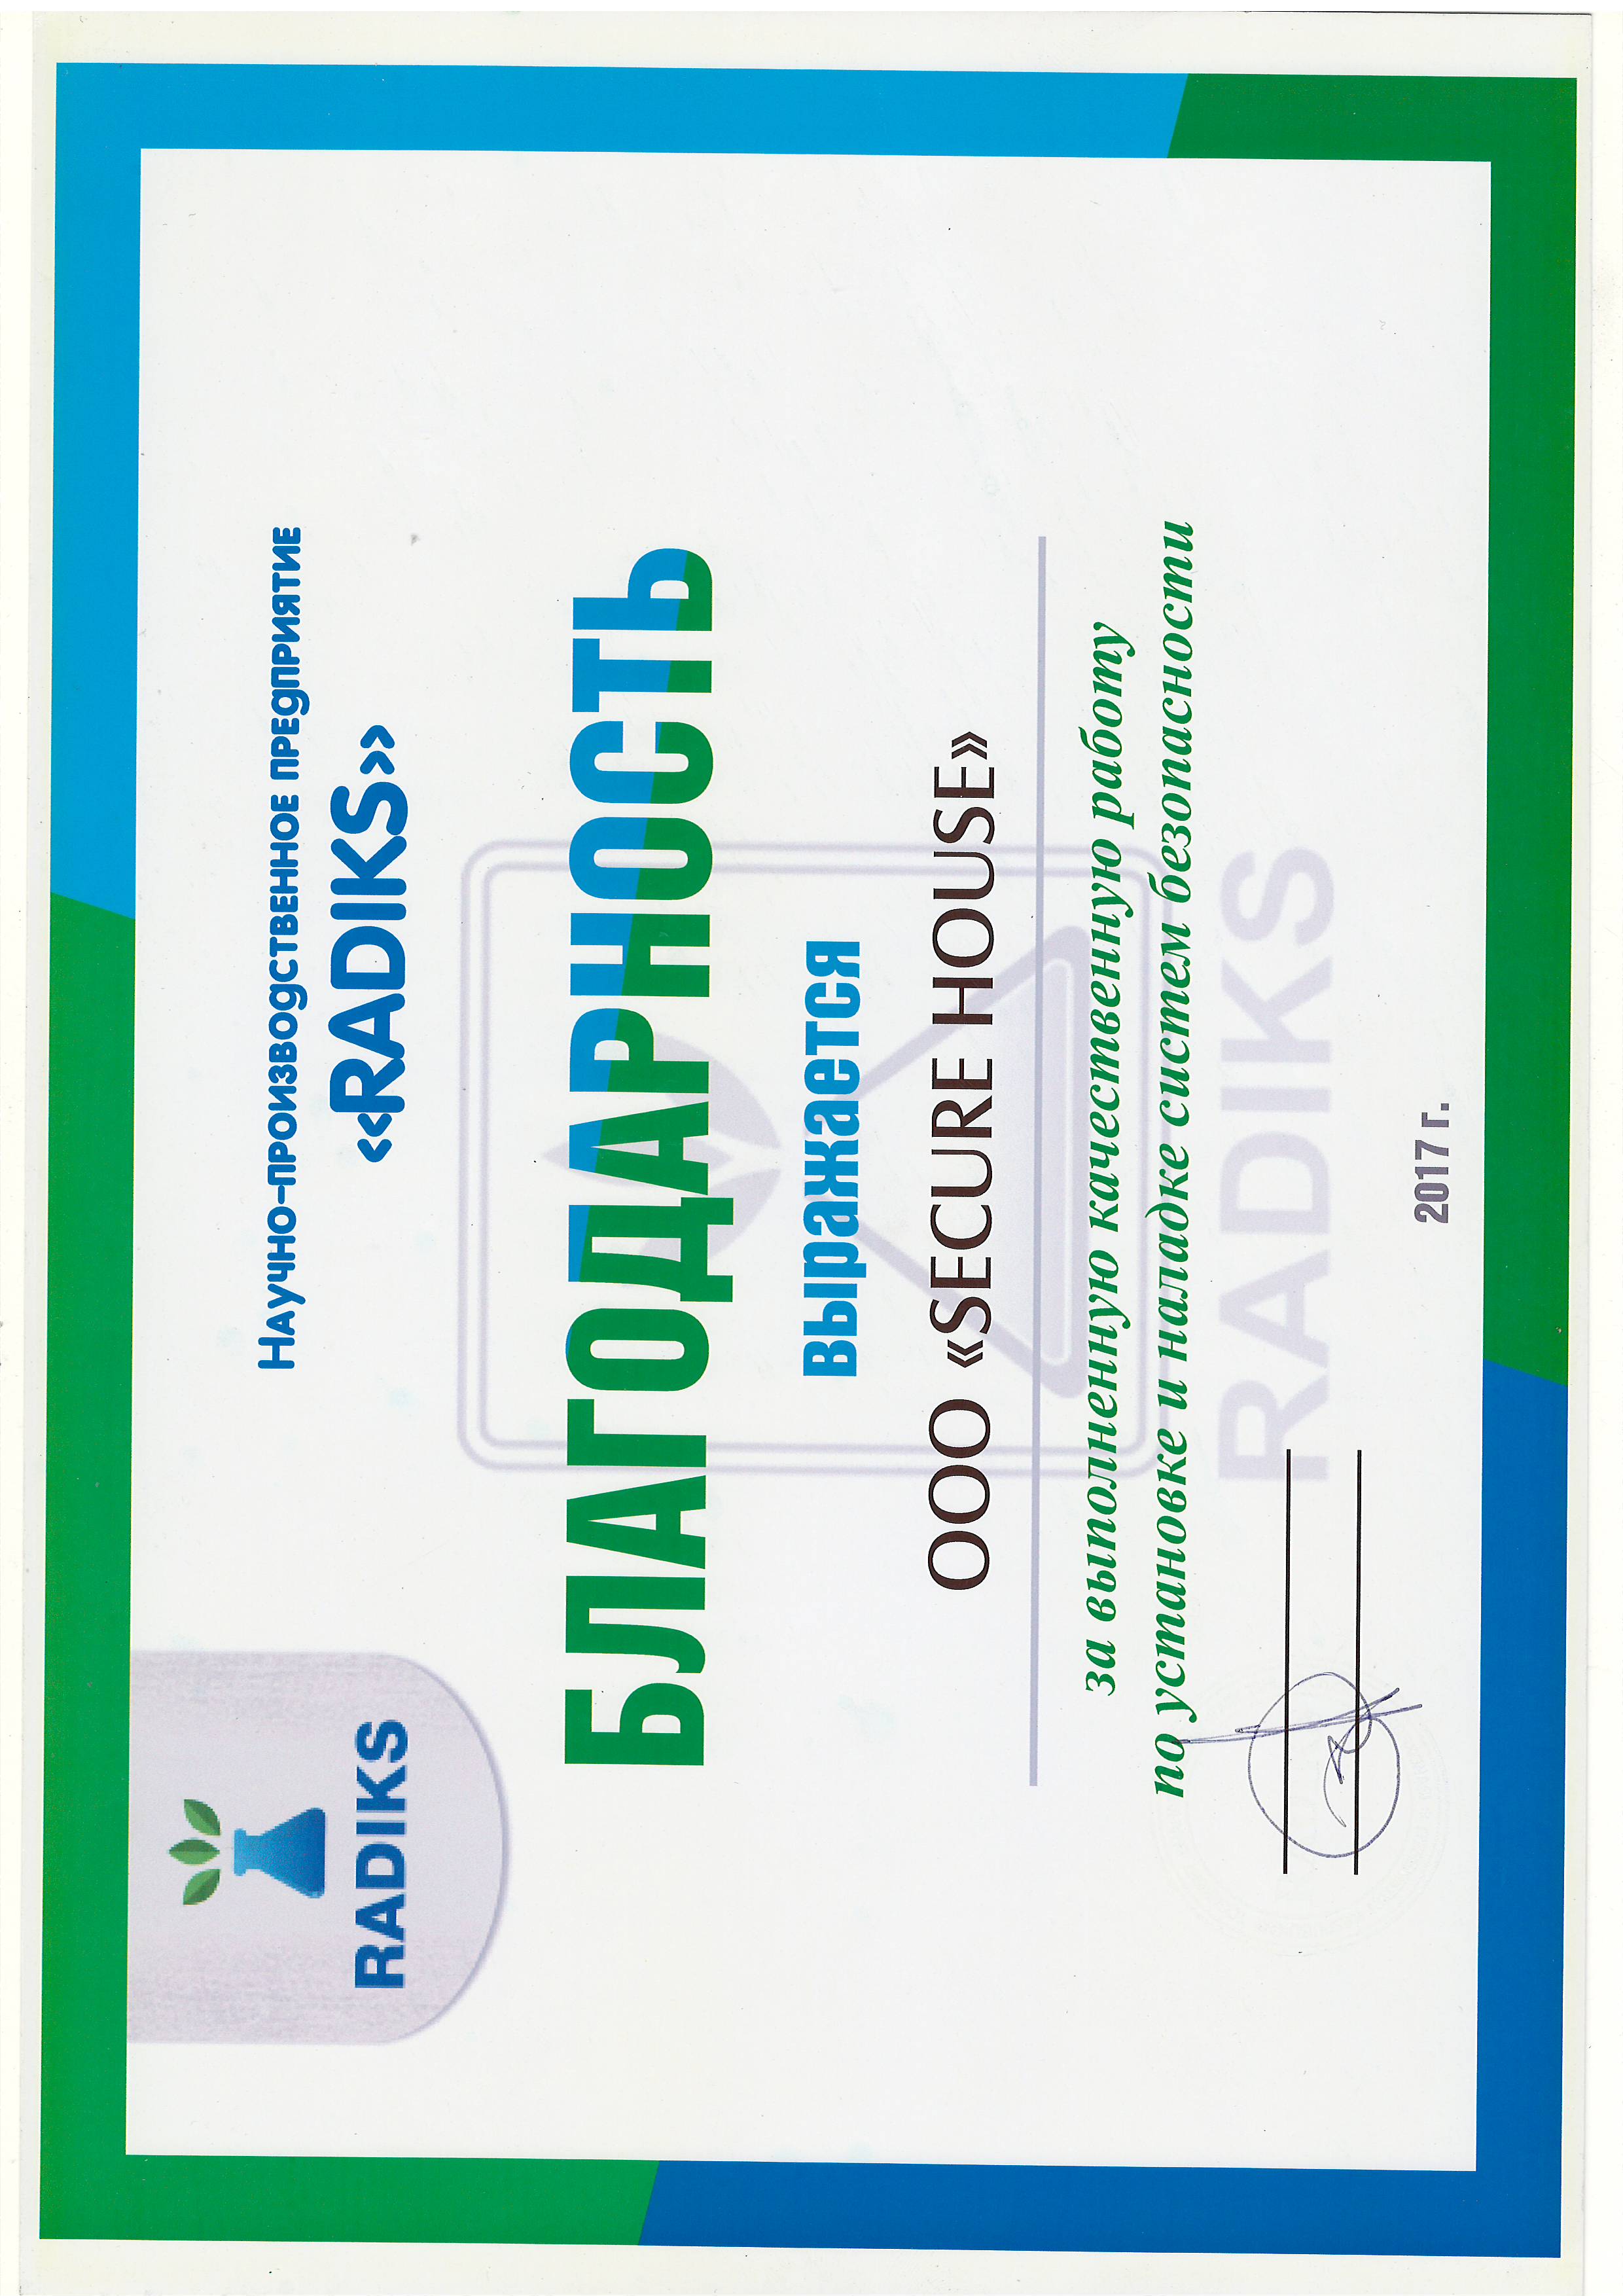 RADIKS
Научно-производственное предприятие
«RADIKS»
БЛАГОДАРНОСТЬ
выражается
ООО «SECURE HOUSE»
за выполненную качественную работу
по установке и наладке систем безопасности
RADIKS
2017 г.